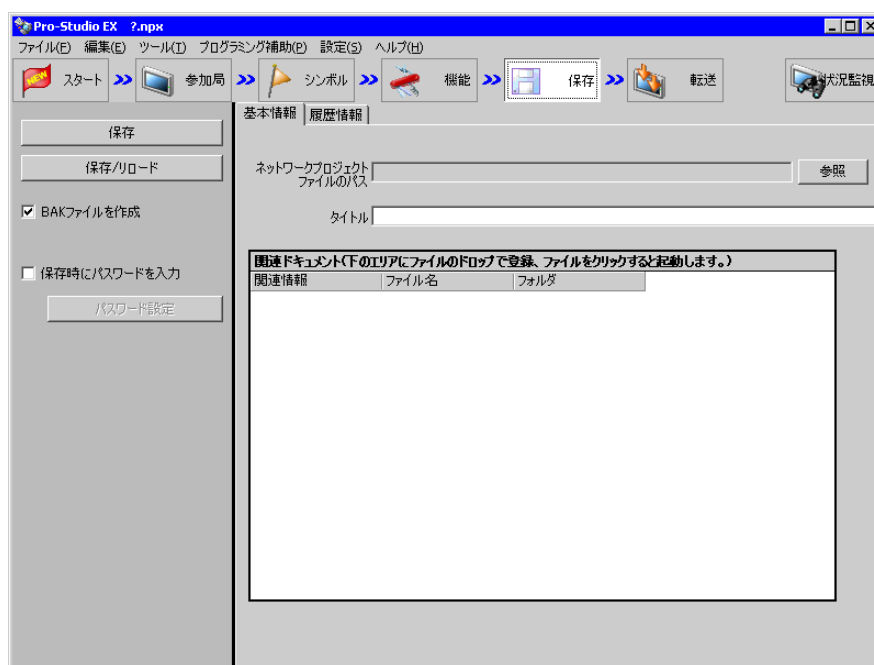 Pro-Studio EX ?.npx
ファイル(F) 編集(E) ツール(T) プログラミング補助(P) 設定(S) ヘルプ(H)
NEW スタート 参加局 シンボル 機能 保存 転送 状況監視
基本情報 履歴情報
保存
保存/リロード
BAKファイルを作成
保存時にパスワードを入力
パスワード設定
ネットワークプロジェクト
ファイルのパス
参照
タイトル
関連ドキュメント(下のエリアにファイルのドロップで登録、ファイルをクリックすると起動します。)
関連情報 ファイル名 フォルダ